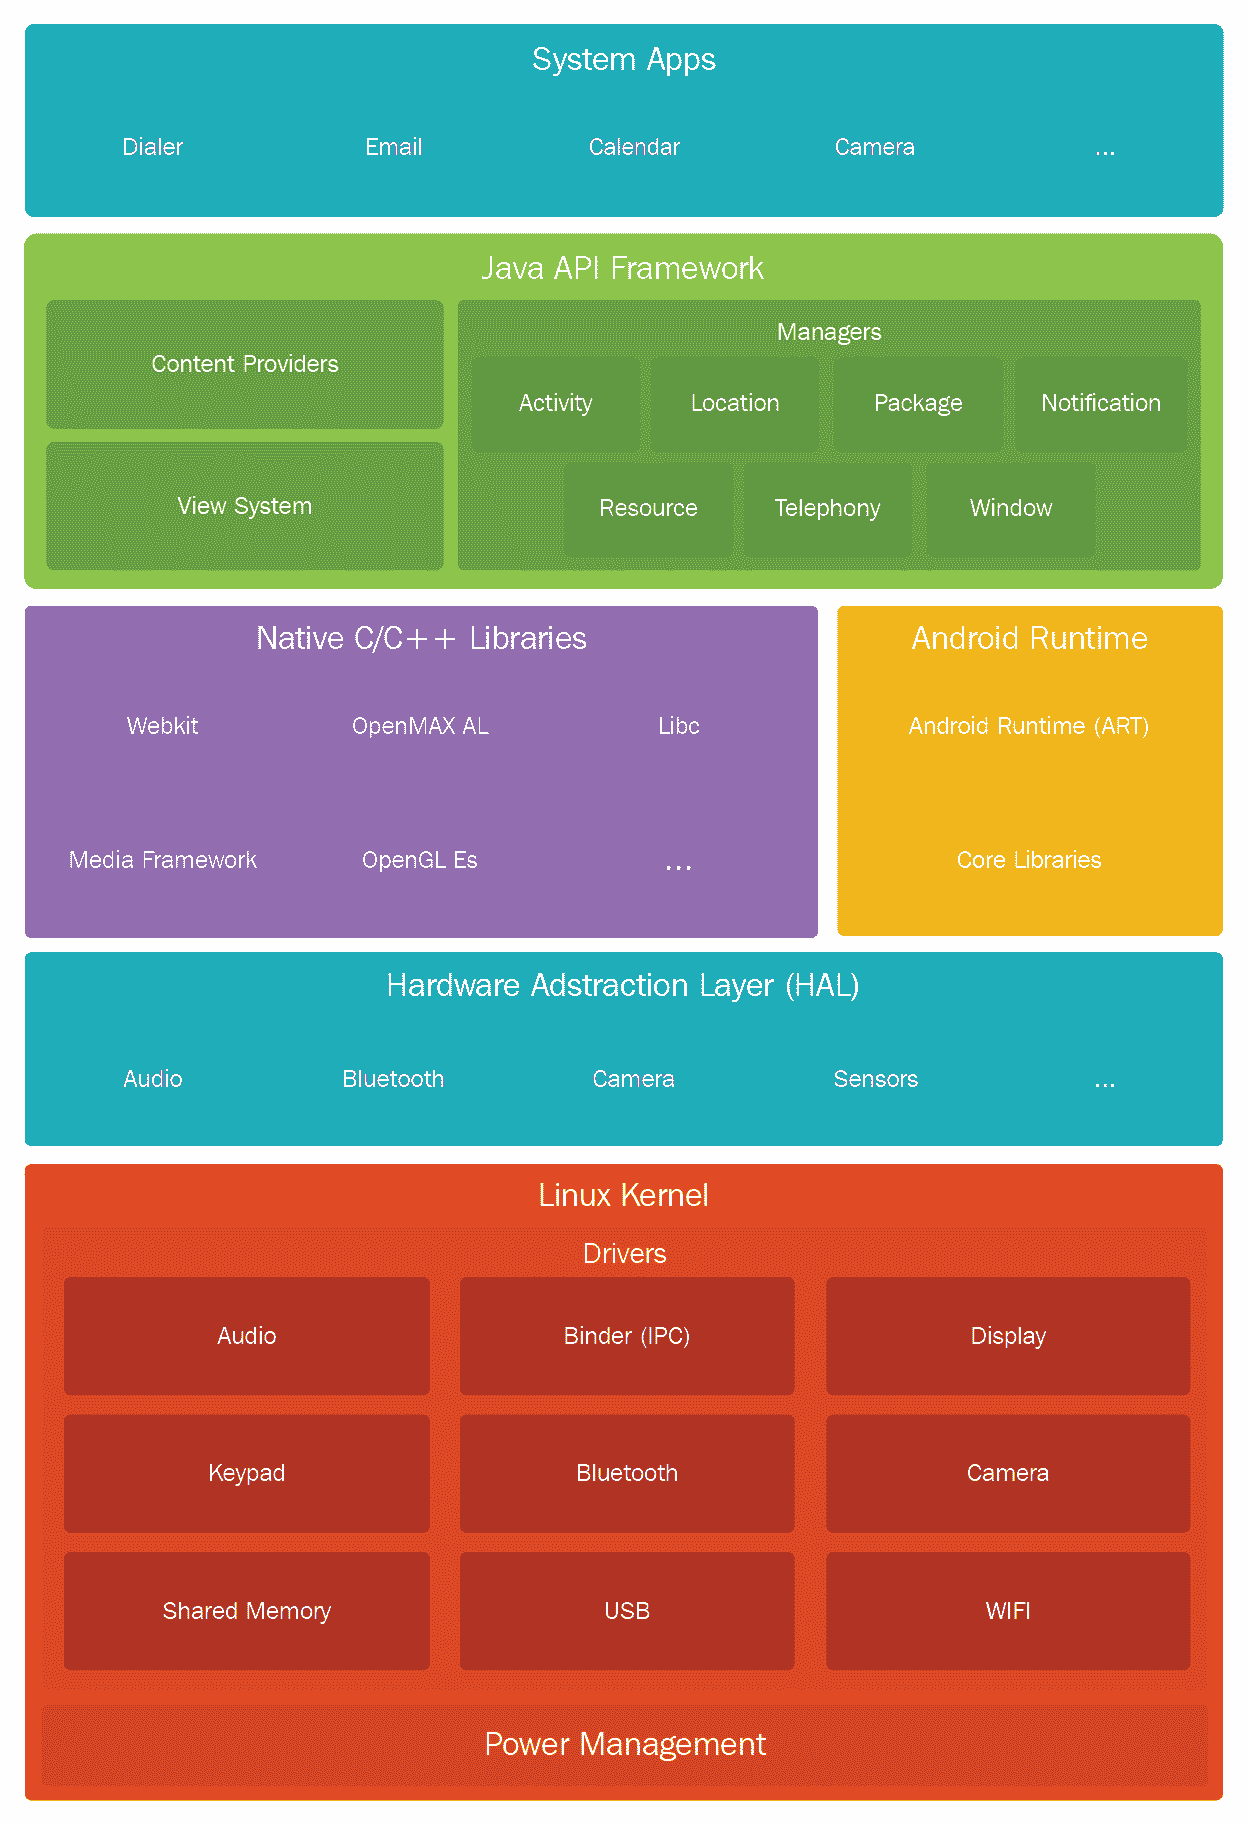 System Apps
Dialer Email Calendar Camera ...
Java API Framework
Content Providers
View System
Managers
Activity Location Package Notification
Resource Telephony Window
Native C/C++ Libraries
Webkit OpenMAX AL Libc
Media Framework OpenGL Es ...
Android Runtime
Android Runtime (ART)
Core Libraries
Hardware Adstraction Layer (HAL)
Audio Bluetooth Camera Sensors ...
Linux Kernel
Drivers
Audio Binder (IPC) Display
Keypad Bluetooth Camera
Shared Memory USB WIFI
Power Management